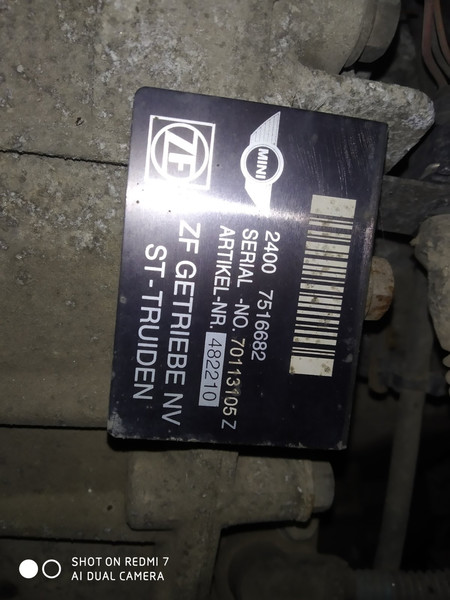 MINI
2400 7516682
SERIAL -NO. 70113105 Z
ARTIKEL-NR. 482210
ZF
ZF GETRIEBE NV
ST-TRUIDEN
SHOT ON REDMI 7
AI DUAL CAMERA